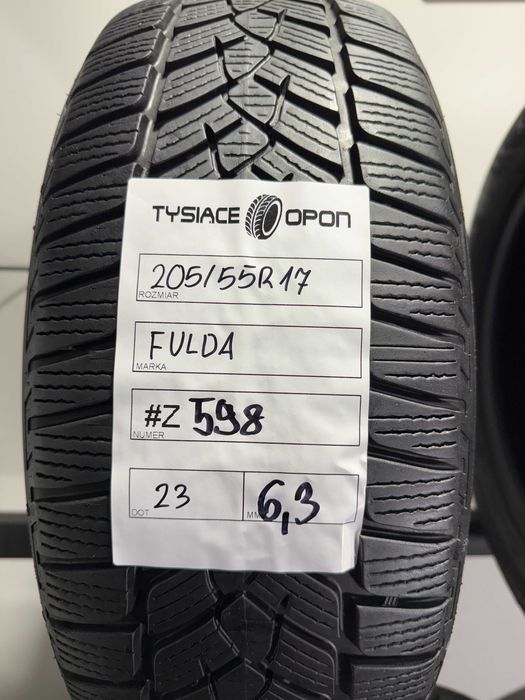 TYSIACE OPON
205/55R17
ROZMIAR
FULDA
MARKA
#Z 598
NUMER
23 6,3
DOT MM